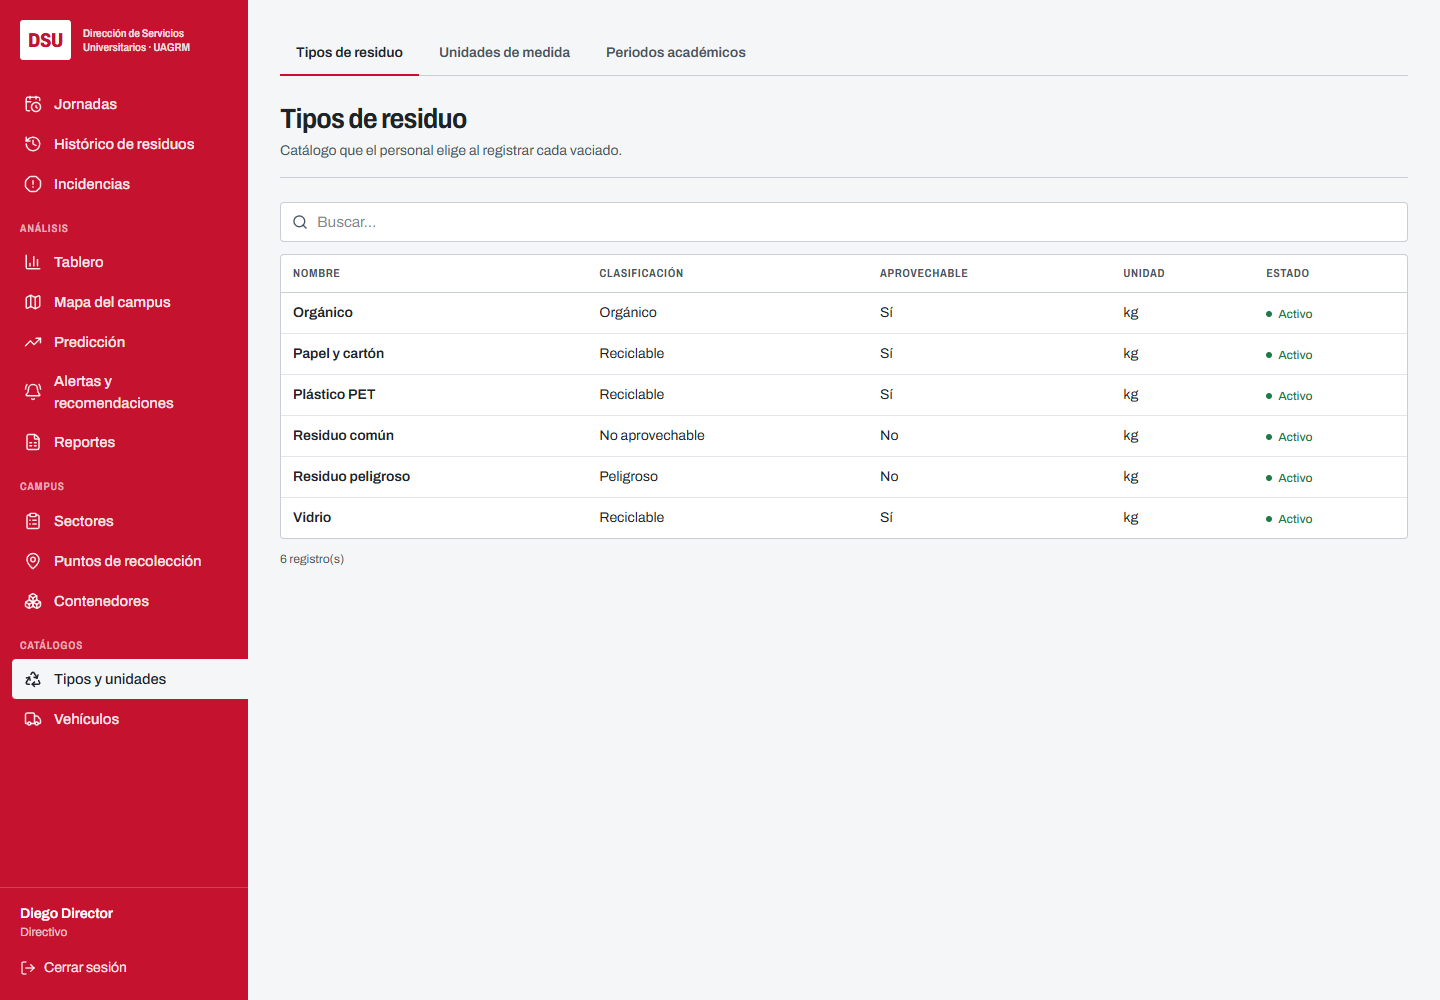 DSU
Dirección de Servicios
Universitarios · UAGRM
Jornadas
Histórico de residuos
Incidencias
ANÁLISIS
Tablero
Mapa del campus
Predicción
Alertas y
recomendaciones
Reportes
CAMPUS
Sectores
Puntos de recolección
Contenedores
CATÁLOGOS
Tipos y unidades
Vehículos
Diego Director
Directivo
Cerrar sesión
Tipos de residuo Unidades de medida Periodos académicos
Tipos de residuo
Catálogo que el personal elige al registrar cada vaciado.
Buscar...
NOMBRE CLASIFICACIÓN APROVECHABLE UNIDAD ESTADO
Orgánico Orgánico Sí kg Activo
Papel y cartón Reciclable Sí kg Activo
Plástico PET Reciclable Sí kg Activo
Residuo común No aprovechable No kg Activo
Residuo peligroso Peligroso No kg Activo
Vidrio Reciclable Sí kg Activo
6 registro(s)